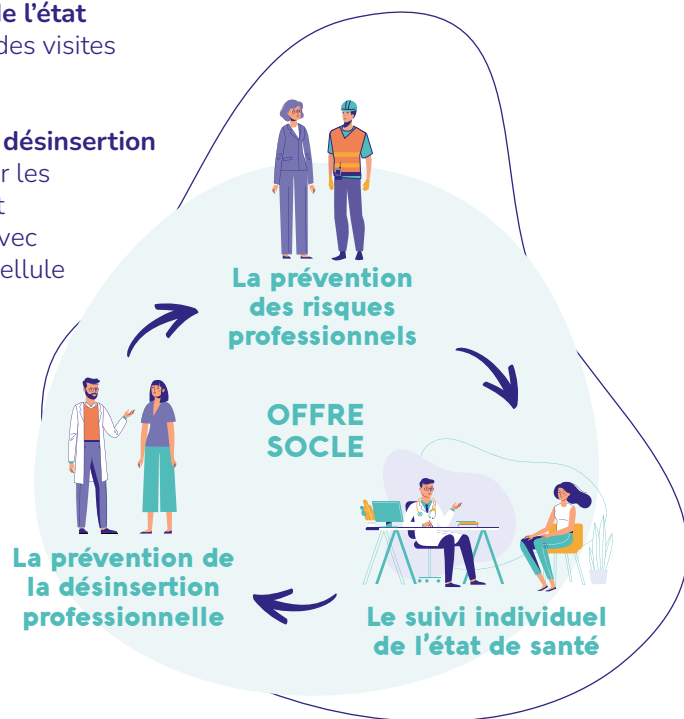 de l’état
des visites
désinsertion
r les
t
vec
ellule
La prévention
des risques
professionnels
OFFRE
SOCLE
La prévention de
la désinsertion
professionnelle
Le suivi individuel
de l’état de santé